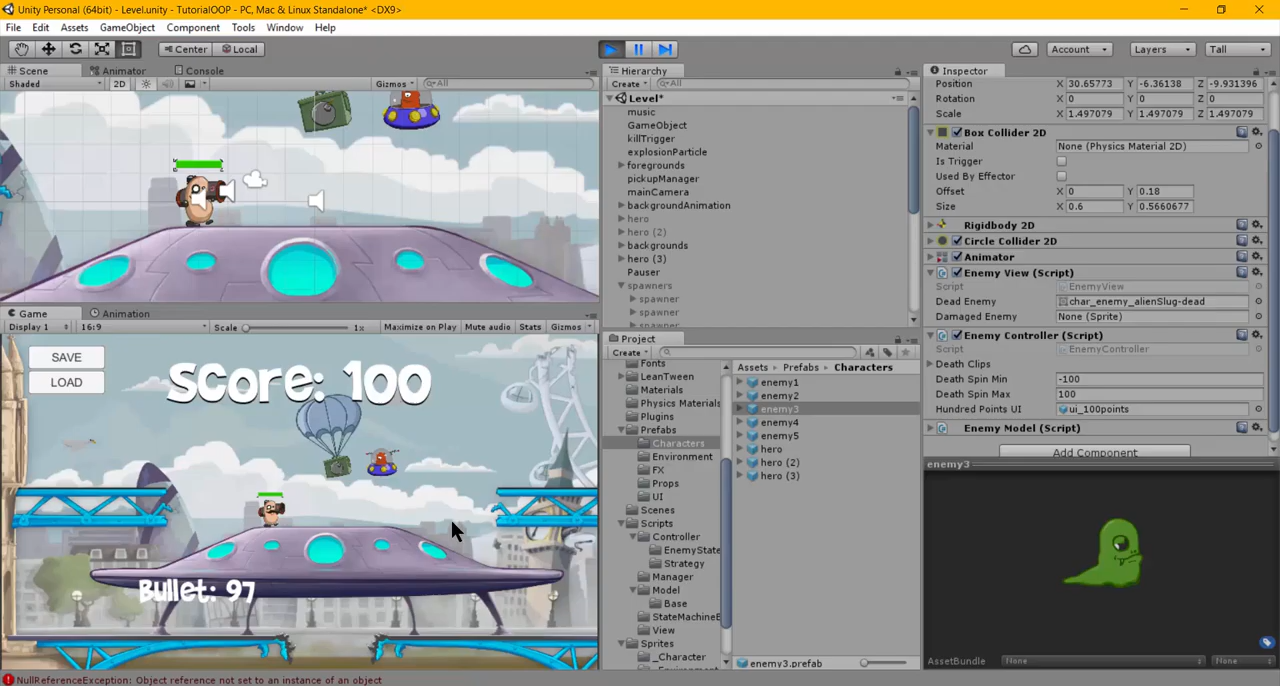 Unity Personal (64bit) - Level.unity - TutorialOOP - PC, Mac & Linux Standalone* <DX9>
File Edit Assets GameObject Component Tools Window Help
Center Local Account Layers Tall
Scene Animator Console
Shaded 2D Gizmos All
Game Animation
Display 1 16:9 Scale 1x Maximize on Play Mute audio Stats Gizmos
SAVE
LOAD
Score: 100
Bullet: 97
Hierarchy
Create All
Level*
music
GameObject
killTrigger
explosionParticle
foregrounds
pickupManager
mainCamera
backgroundAnimation
hero
hero (2)
backgrounds
hero (3)
Pauser
spawners
spawner
spawner
spawner
Project
Create
Fonts
LeanTween
Materials
Physics Materials
Plugins
Prefabs
Characters
Environment
FX
Props
UI
Scenes
Scripts
Controller
EnemyState
Strategy
Manager
Model
Base
StateMachineB
View
Sprites
_Character
Assets Prefabs Characters
enemy1
enemy2
enemy3
enemy4
enemy5
hero
hero (2)
hero (3)
enemy3.prefab
Inspector
Position X 30.65773 Y -6.36138 Z -9.931396
Rotation X 0 Y 0 Z 0
Scale X 1.497079 Y 1.497079 Z 1.497079
Box Collider 2D
Material None (Physics Material 2D)
Is Trigger
Used By Effector
Offset X 0 Y 0.18
Size X 0.6 Y 0.5660677
Rigidbody 2D
Circle Collider 2D
Animator
Enemy View (Script)
Script EnemyView
Dead Enemy char_enemy_alienSlug-dead
Damaged Enemy None (Sprite)
Enemy Controller (Script)
Script EnemyController
Death Clips
Death Spin Min -100
Death Spin Max 100
Hundred Points UI ui_100points
Enemy Model (Script)
Add Component
enemy3
AssetBundle None None
NullReferenceException: Object reference not set to an instance of an object